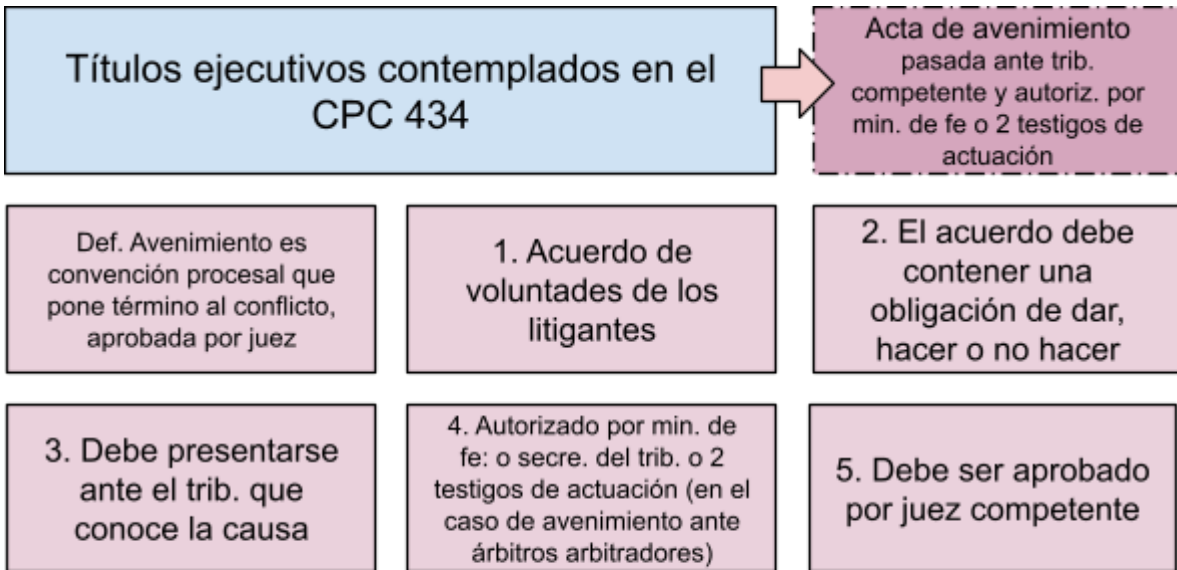 Títulos ejecutivos contemplados en el
CPC 434
Acta de avenimiento
pasada ante trib.
competente y autoriz. por
min. de fe o 2 testigos de
actuación
Def. Avenimiento es
convención procesal que
pone término al conflicto,
aprobada por juez
1. Acuerdo de
voluntades de los
litigantes
2. El acuerdo debe
contener una
obligación de dar,
hacer o no hacer
3. Debe presentarse
ante el trib. que
conoce la causa
4. Autorizado por min. de
fe: o secre. del trib. o 2
testigos de actuación (en el
caso de avenimiento ante
árbitros arbitradores)
5. Debe ser aprobado
por juez competente